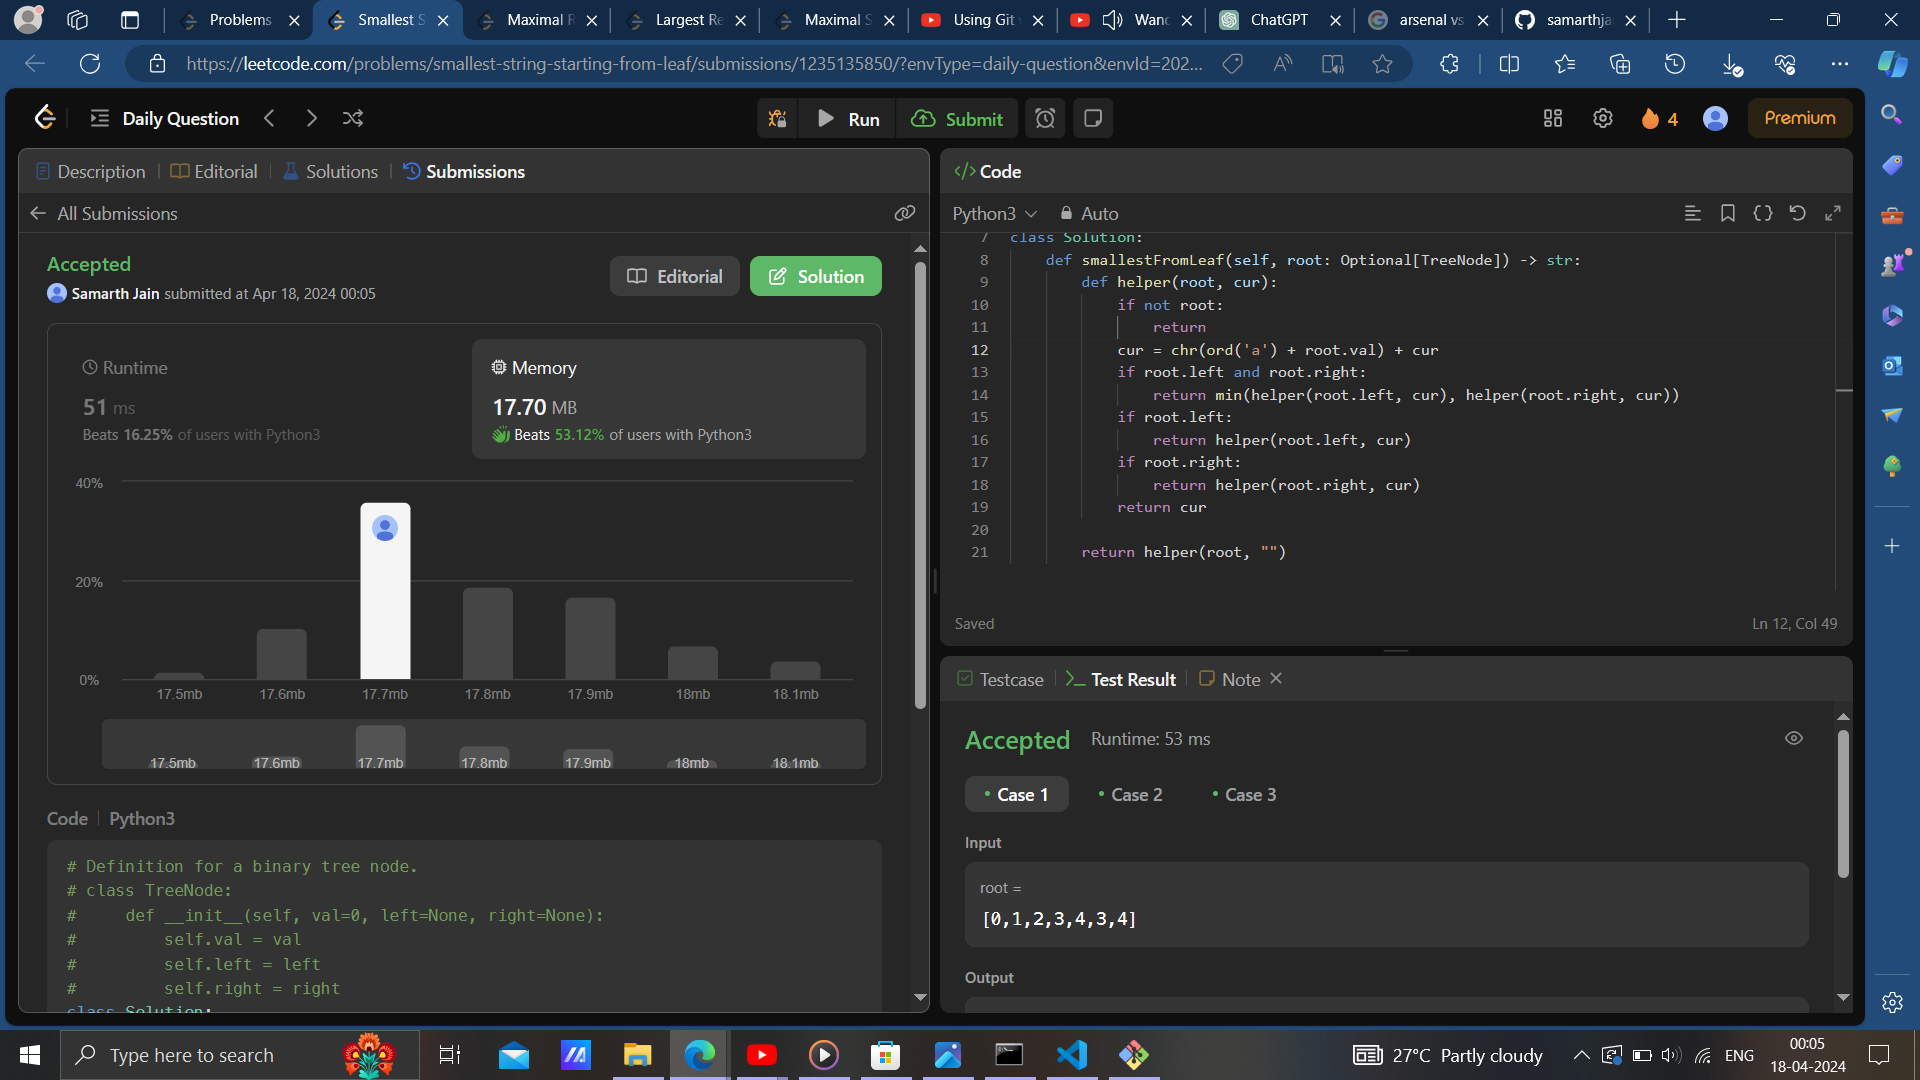 Problems
Smallest S
Maximal R
Largest Re
Maximal S
Using Git
Wanc
ChatGPT
arsenal vs
samarthja
https://leetcode.com/problems/smallest-string-starting-from-leaf/submissions/1235135850/?envType=daily-question&envId=202...
Daily Question
Run
Submit
4
Premium
Description
Editorial
Solutions
Submissions
All Submissions
Accepted
Editorial
Solution
Samarth Jain submitted at Apr 18, 2024 00:05
Runtime
51 ms
Beats 16.25% of users with Python3
Memory
17.70 MB
Beats 53.12% of users with Python3
40%
20%
0%
17.5mb 17.6mb 17.7mb 17.8mb 17.9mb 18mb 18.1mb
17.5mb 17.6mb 17.7mb 17.8mb 17.9mb 18mb 18.1mb
Code
Python3
# Definition for a binary tree node.
# class TreeNode:
#     def __init__(self, val=0, left=None, right=None):
#         self.val = val
#         self.left = left
#         self.right = right
class Solution:
</> Code
Python3
Auto
7 class Solution:
8     def smallestFromLeaf(self, root: Optional[TreeNode]) -> str:
9         def helper(root, cur):
10             if not root:
11                 return
12             cur = chr(ord('a') + root.val) + cur
13             if root.left and root.right:
14                 return min(helper(root.left, cur), helper(root.right, cur))
15             if root.left:
16                 return helper(root.left, cur)
17             if root.right:
18                 return helper(root.right, cur)
19             return cur
20
21         return helper(root, "")
Saved
Ln 12, Col 49
Testcase
Test Result
Note
Accepted
Runtime: 53 ms
Case 1
Case 2
Case 3
Input
root =
[0,1,2,3,4,3,4]
Output
Type here to search
27°C Partly cloudy
ENG
00:05
18-04-2024